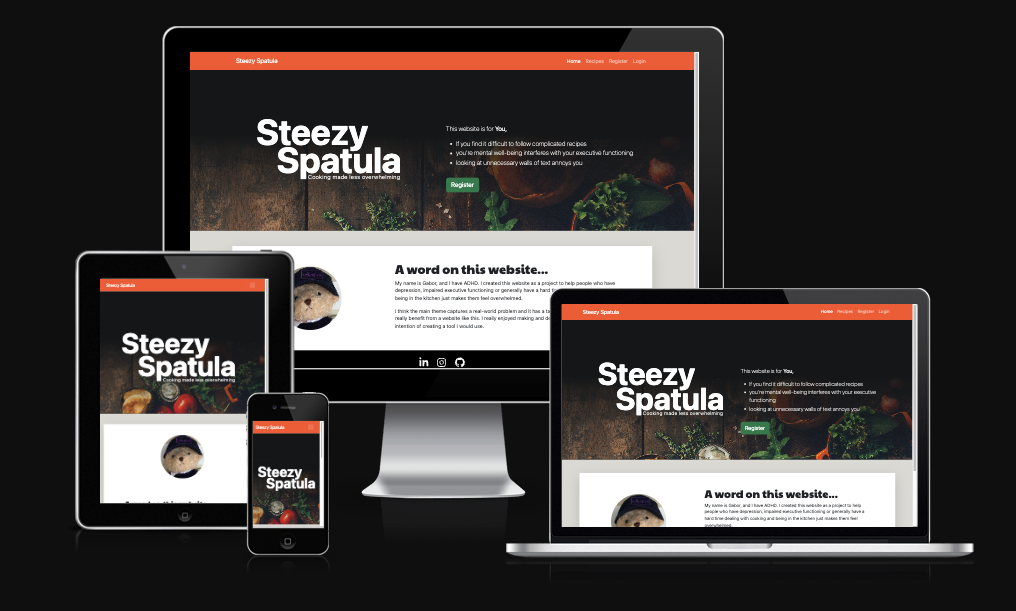 Steezy Spatula
Home Recipes Register Login
Steezy
Spatula
Cooking made less overwhelming
This website is for You,
If you find it difficult to follow complicated recipes
you're mental well-being interferes with your executive functioning
looking at unnecessary walls of text annoys you
Register
A word on this website...
My name is Gabor, and I have ADHD. I created this website as a project to help people who have
depression, impaired executive functioning or generally have a hard
being in the kitchen just makes them feel overwhelmed.
I think the main theme captures a real-world problem and it has a
really benefit from a website like this. I really enjoyed making and
intention of creating a tool I would use.
in
Steezy Spatula
Steezy
Spatula
Cooking made less overwhelming
Steezy Spatula
Steezy
Spatula
Steezy Spatula
Home Recipes Register Login
Steezy
Spatula
Cooking made less overwhelming
This website is for You,
If you find it difficult to follow complicated recipes
you're mental well-being interferes with your executive
functioning
looking at unnecessary walls of text annoys you
Register
A word on this website...
My name is Gabor, and I have ADHD. I created this website as a project to help
people who have depression, impaired executive functioning or generally have a
hard time dealing with cooking and being in the kitchen just makes them feel
overwhelmed.